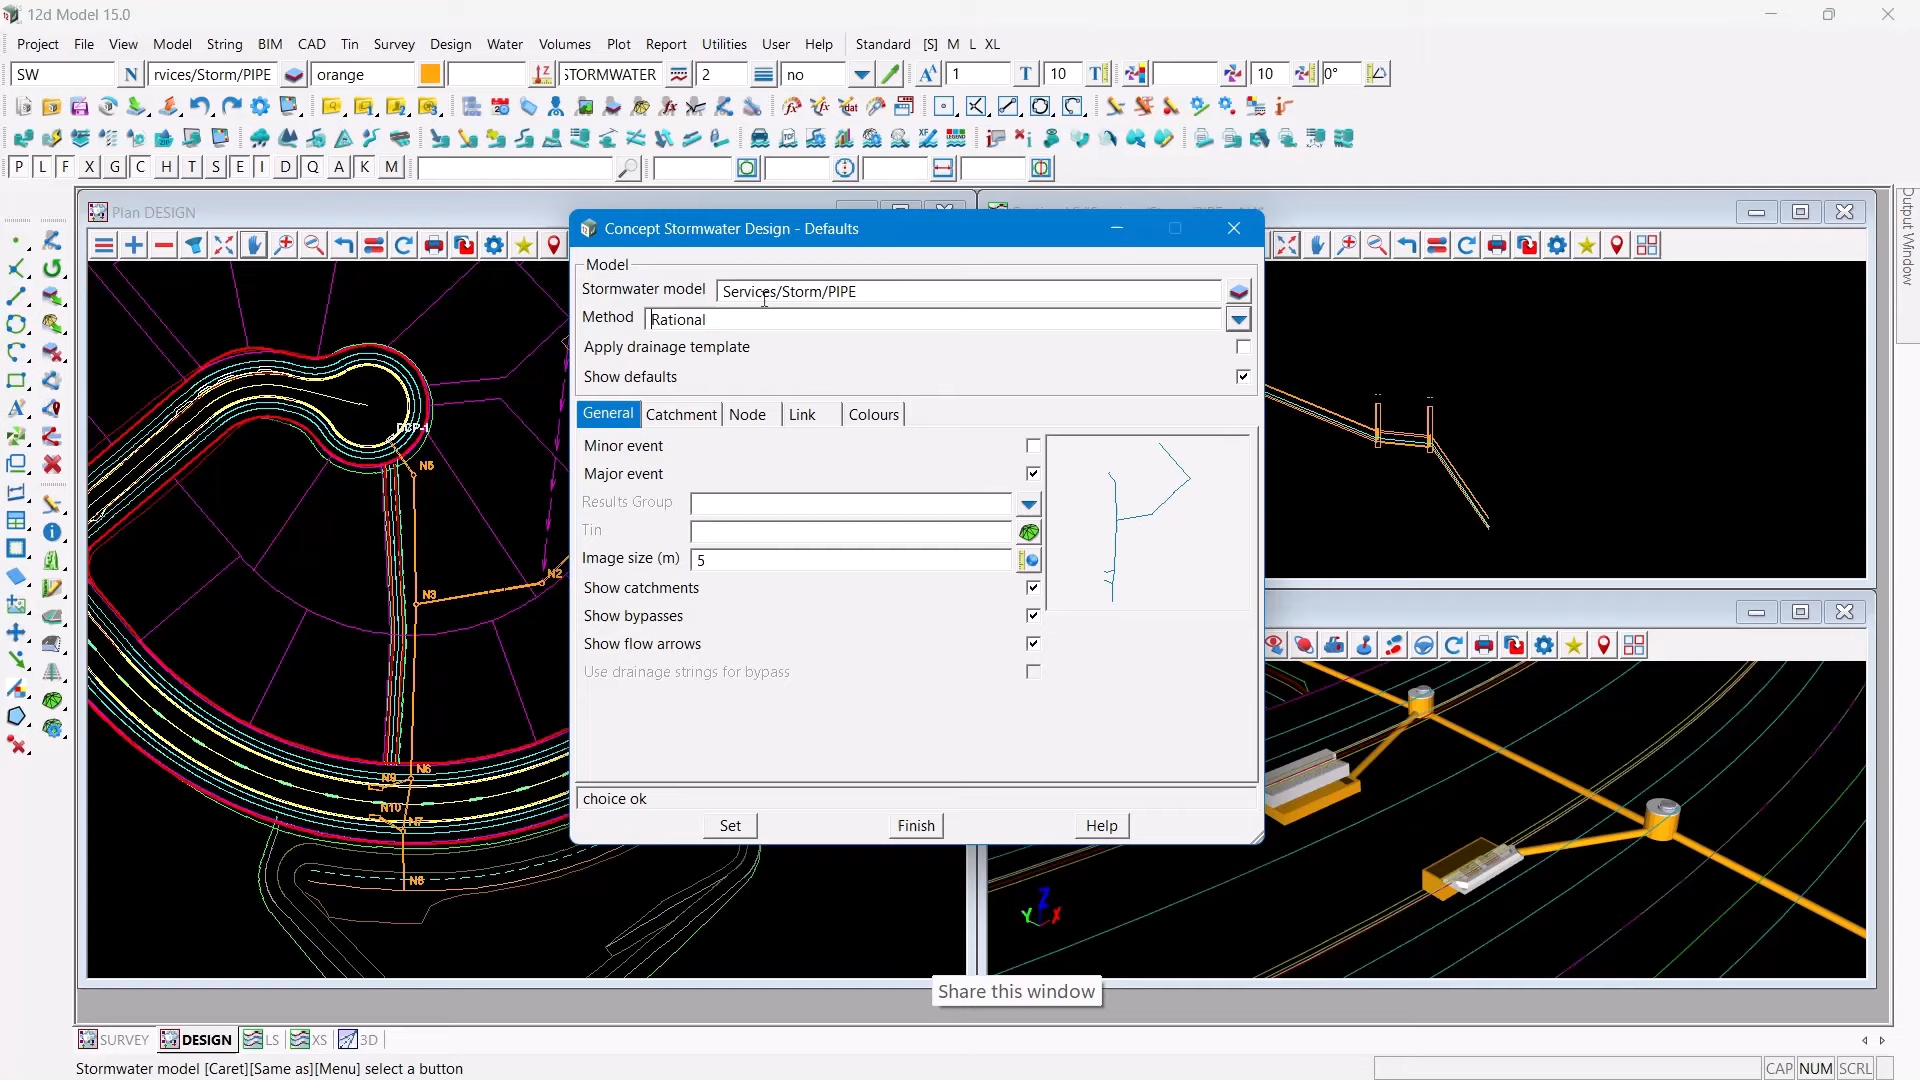 12d Model 15.0
Project File View Model String BIM CAD Tin Survey Design Water Volumes Plot Report Utilities User Help Standard [S] M L XL
SW N rvices/Storm/PIPE orange STORMWATER 2 no 1 T 10 T 10 0°
P L F X G C H T S E I D Q A K M
Output Window
Plan DESIGN
Concept Stormwater Design - Defaults
Model
Stormwater model Services/Storm/PIPE
Method Rational
Apply drainage template
Show defaults
General Catchment Node Link Colours
Minor event
Major event
Results Group
Tin
Image size (m) 5
Show catchments
Show bypasses
Show flow arrows
Use drainage strings for bypass
choice ok
Set Finish Help
N5
N2
N3
N6
N9
N10
N7
N8
Z
Y X
Share this window
SURVEY DESIGN LS XS 3D
Stormwater model [Caret][Same as][Menu] select a button
CAP NUM SCRL